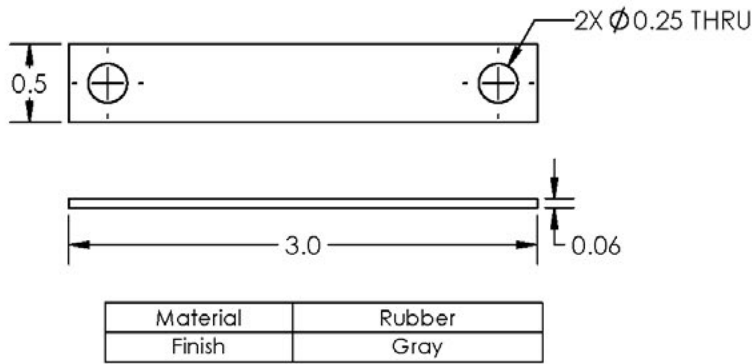 2X Ø0.25 THRU
0.5
3.0
0.06
Material Rubber
Finish Gray